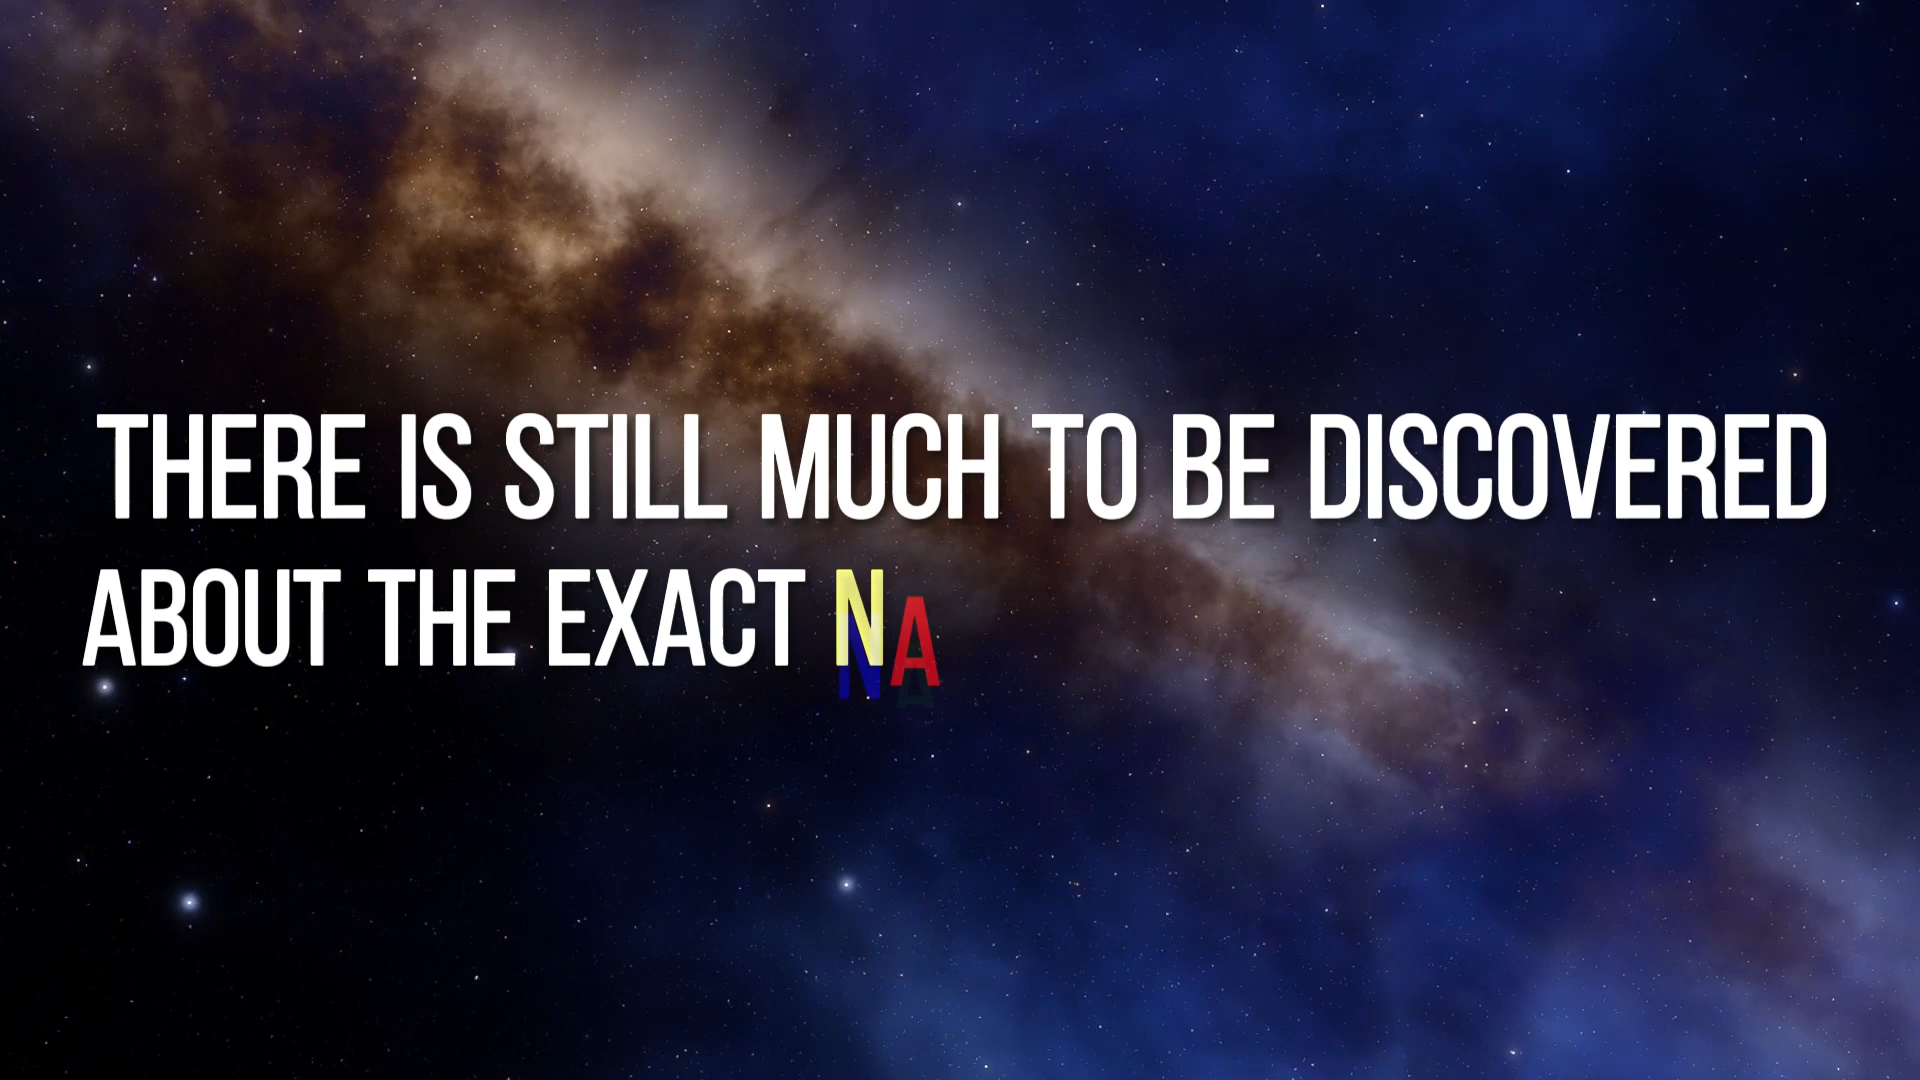 THERE IS STILL MUCH TO BE DISCOVERED
ABOUT THE EXACT NA